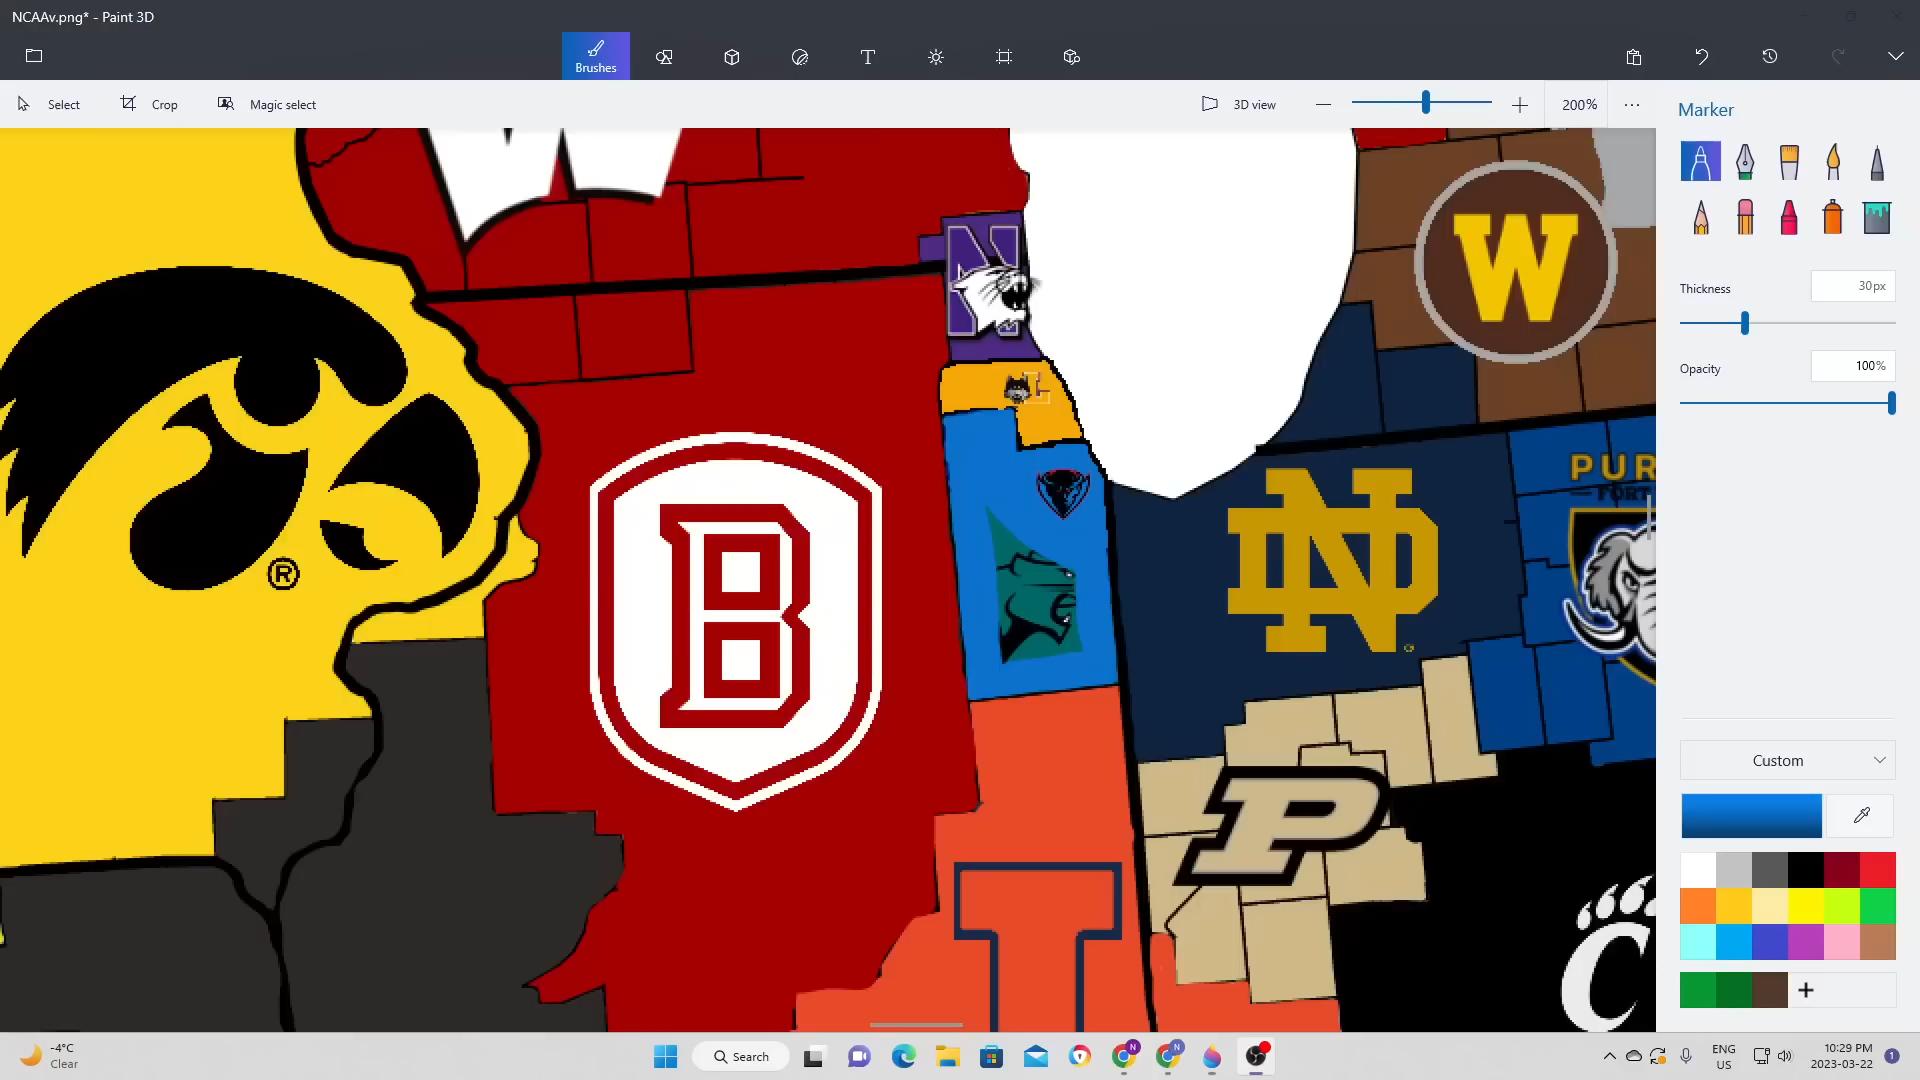 NCAAv.png* - Paint 3D
Brushes
Select
Crop
Magic select
3D view
200%
Marker
Thickness
30px
Opacity
100%
Custom
W
N
W
L
B
®
ND
PUR
P
C
I
-4°C
Clear
Search
N
N
ENG
US
10:29 PM
2023-03-22
1